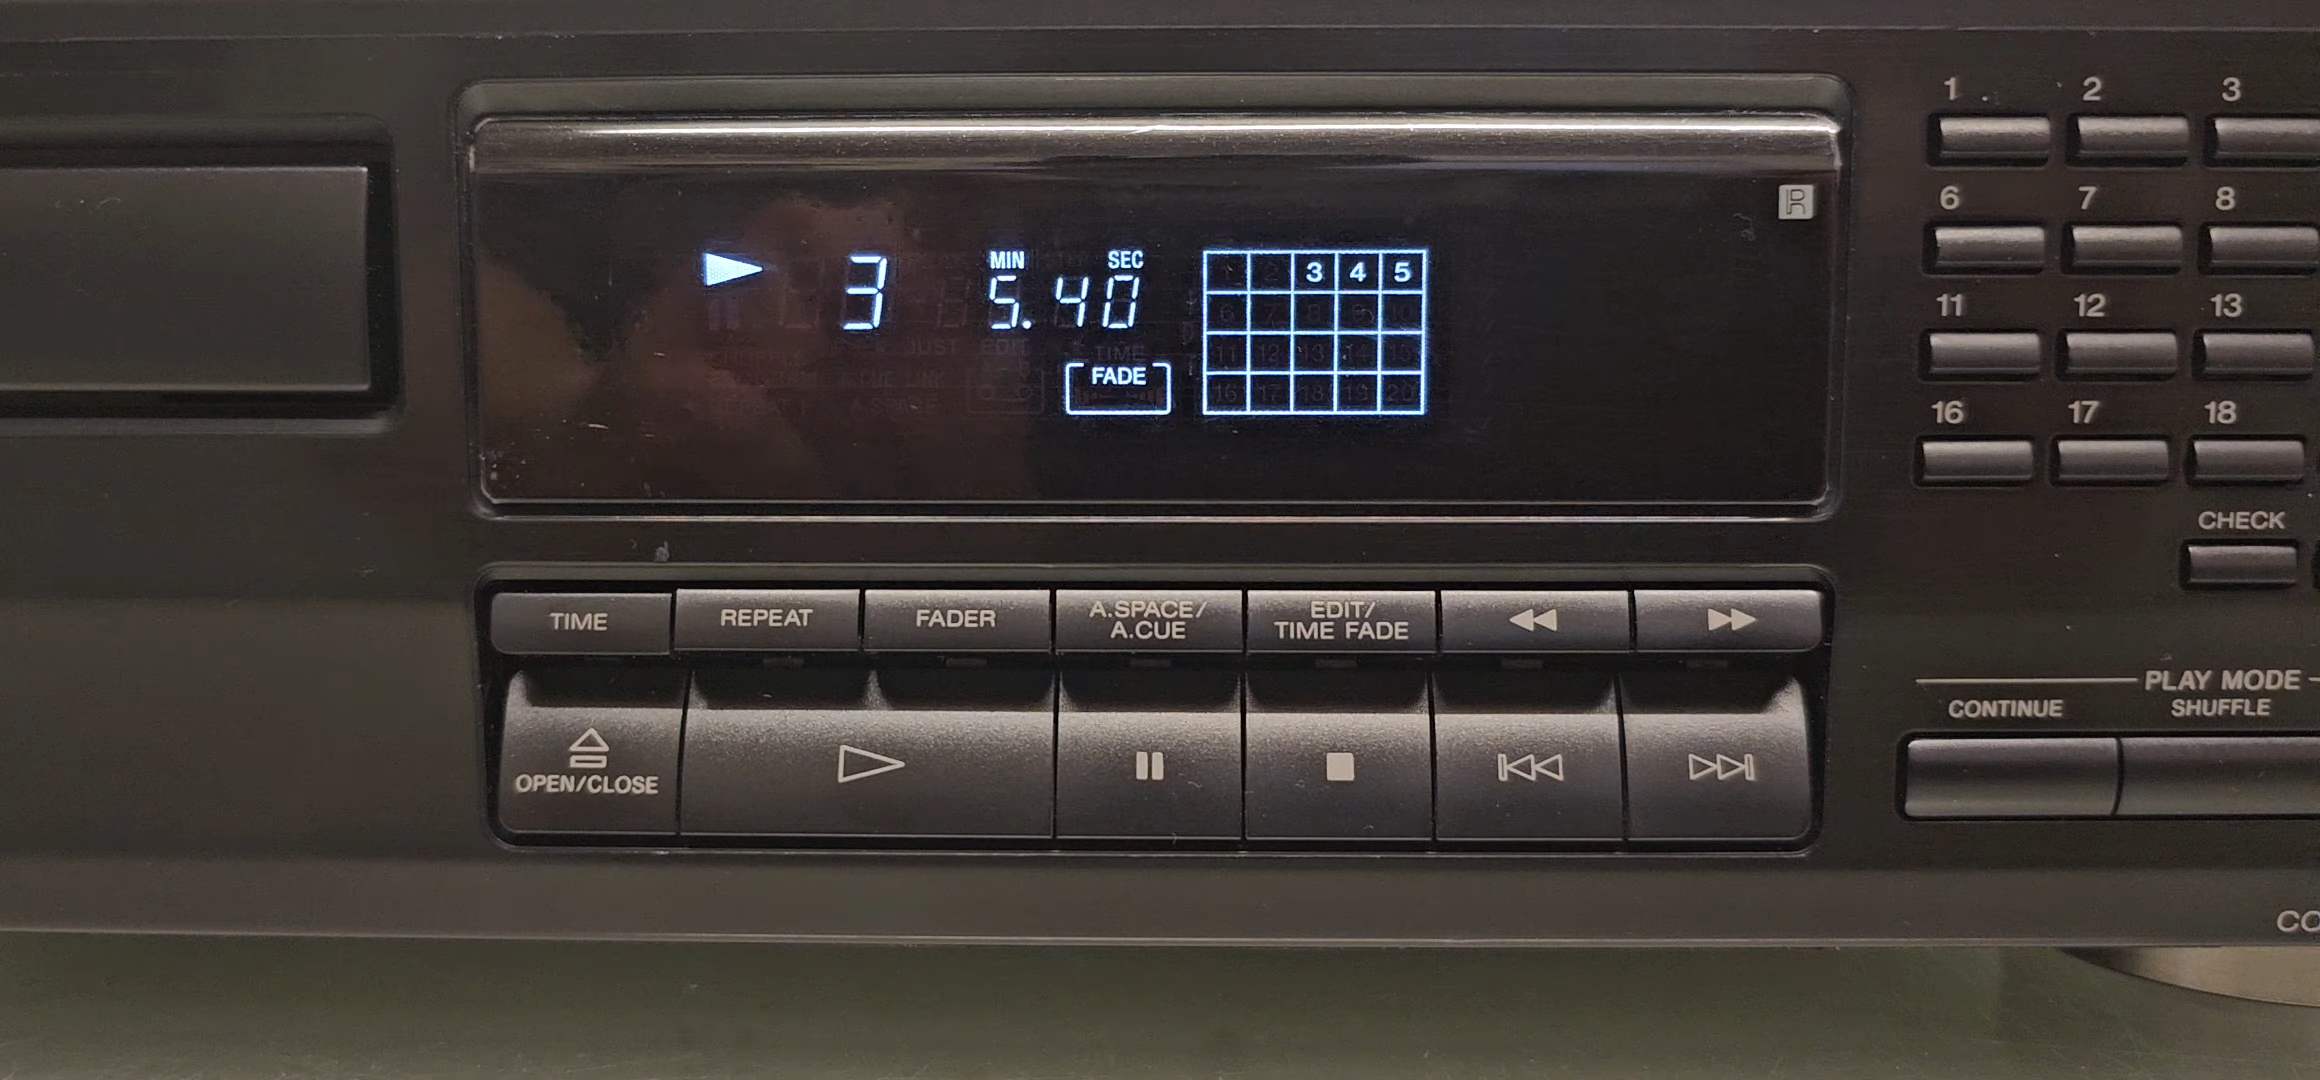 1 2 3
6 7 8
11 12 13
16 17 18
CHECK
R
3 MIN 5. SEC 40
3 4 5
6 7 8 9 10
11 12 13 14 15
16 17 18 19 20
TIME
FADE
TIME REPEAT FADER A.SPACE/ A.CUE EDIT/ TIME FADE
OPEN/CLOSE
PLAY MODE
CONTINUE SHUFFLE